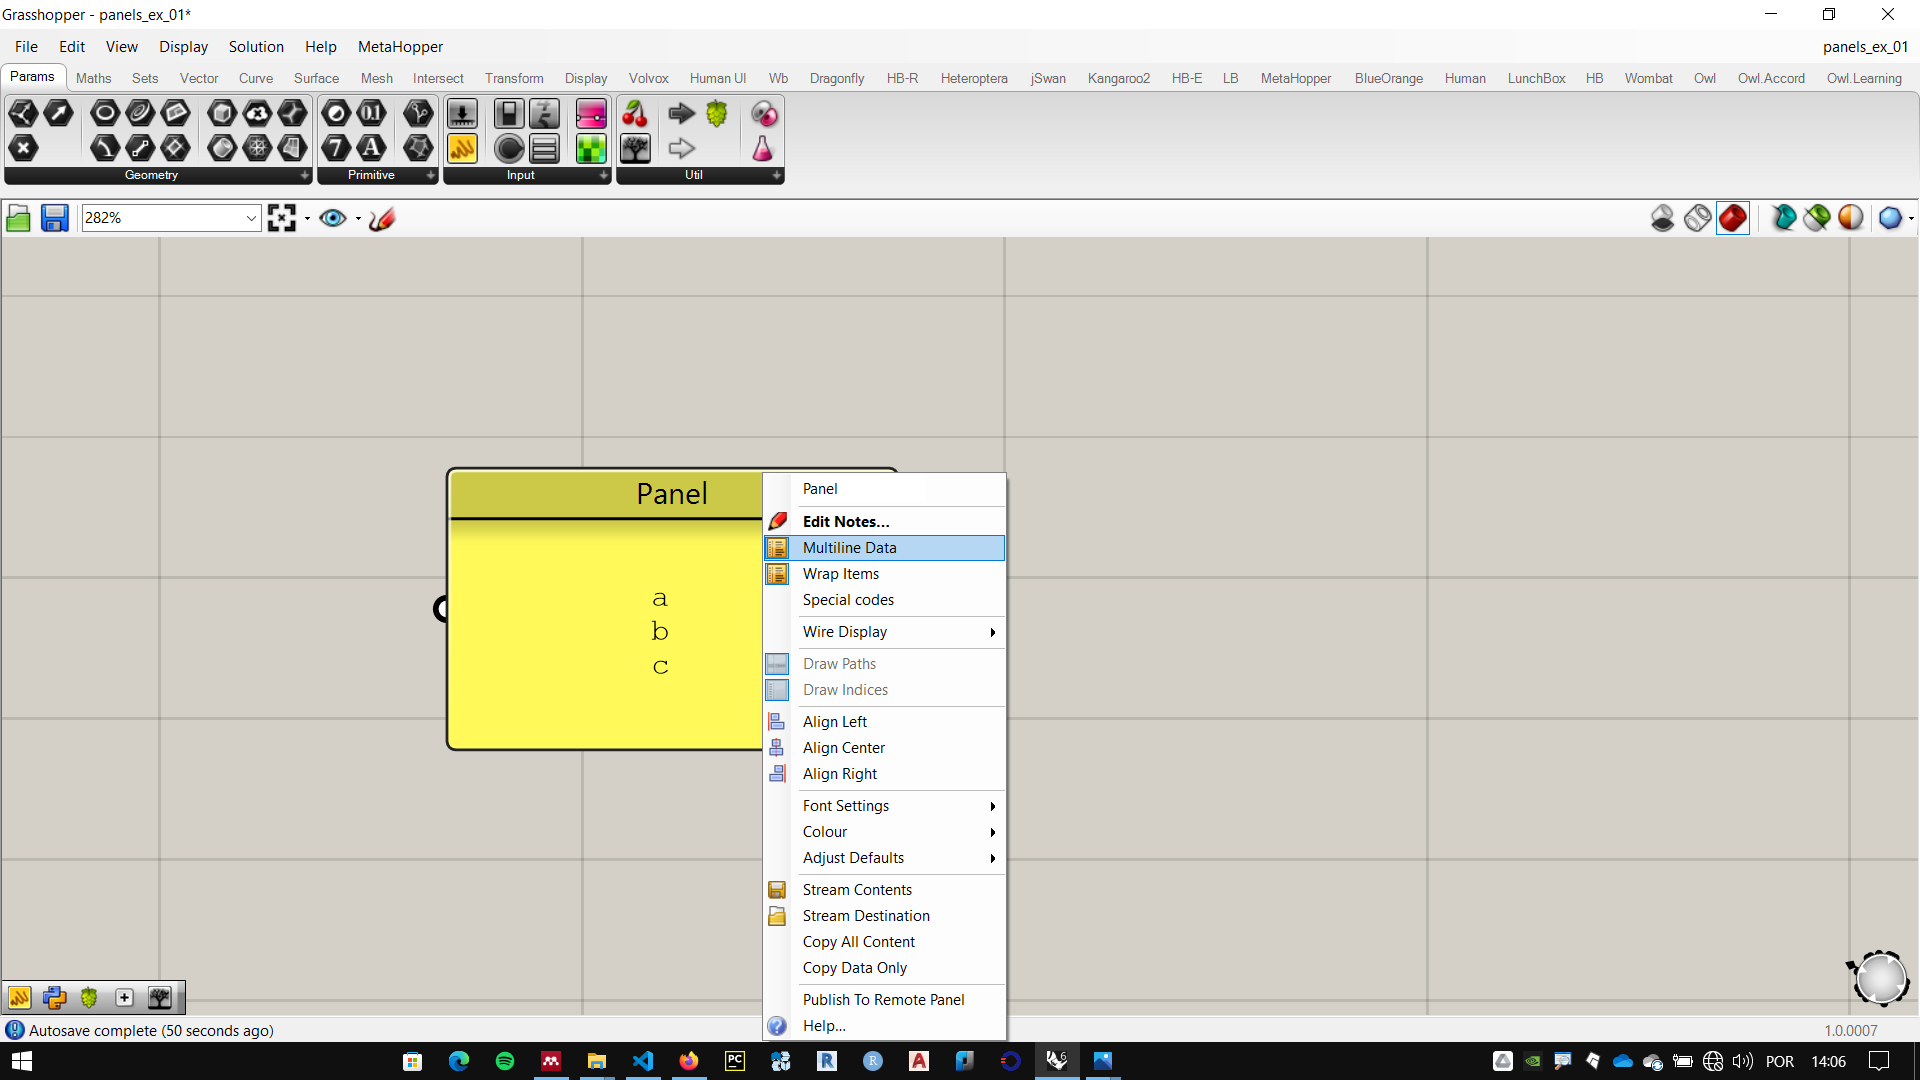 Grasshopper - panels_ex_01*
File Edit View Display Solution Help MetaHopper panels_ex_01
Params Maths Sets Vector Curve Surface Mesh Intersect Transform Display Volvox Human UI Wb Dragonfly HB-R Heteroptera jSwan Kangaroo2 HB-E LB MetaHopper BlueOrange Human LunchBox HB Wombat Owl Owl.Accord Owl.Learning
Geometry Primitive Input Util
282%
Panel
a
b
c
Panel
Edit Notes...
Multiline Data
Wrap Items
Special codes
Wire Display
Draw Paths
Draw Indices
Align Left
Align Center
Align Right
Font Settings
Colour
Adjust Defaults
Stream Contents
Stream Destination
Copy All Content
Copy Data Only
Publish To Remote Panel
Help...
Autosave complete (50 seconds ago) 1.0.0007
POR 14:06